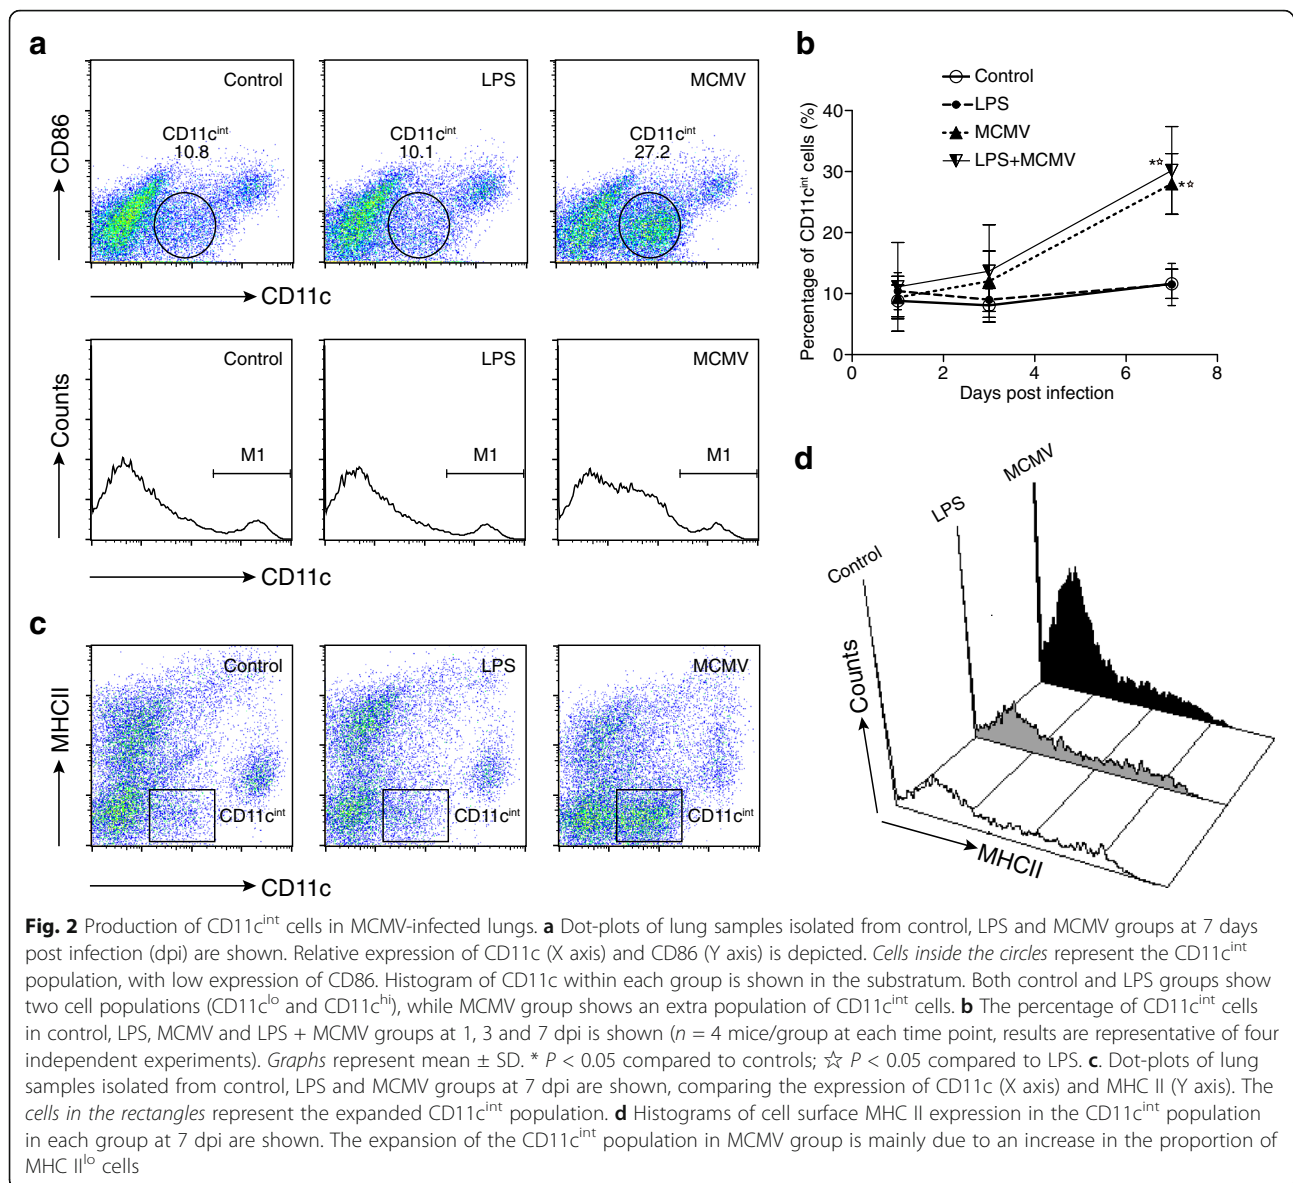 a
Control
LPS
MCMV
CD86
CD11c^int
10.8
CD11c^int
10.1
CD11c^int
27.2
CD11c
Control
LPS
MCMV
Counts
M1
M1
M1
CD11c
b
Control
LPS
MCMV
LPS+MCMV
Percentage of CD11c^int cells (%)
40
30
20
10
0
*☆
*☆
0 2 4 6 8
Days post infection
c
Control
LPS
MCMV
MHCII
CD11c^int
CD11c^int
CD11c^int
CD11c
d
Control
LPS
MCMV
Counts
MHCII
Fig. 2 Production of CD11c^int cells in MCMV-infected lungs. a Dot-plots of lung samples isolated from control, LPS and MCMV groups at 7 days
post infection (dpi) are shown. Relative expression of CD11c (X axis) and CD86 (Y axis) is depicted. Cells inside the circles represent the CD11c^int
population, with low expression of CD86. Histogram of CD11c within each group is shown in the substratum. Both control and LPS groups show
two cell populations (CD11c^lo and CD11c^hi), while MCMV group shows an extra population of CD11c^int cells. b The percentage of CD11c^int cells
in control, LPS, MCMV and LPS + MCMV groups at 1, 3 and 7 dpi is shown (n = 4 mice/group at each time point, results are representative of four
independent experiments). Graphs represent mean ± SD. * P < 0.05 compared to controls; ☆ P < 0.05 compared to LPS. c. Dot-plots of lung
samples isolated from control, LPS and MCMV groups at 7 dpi are shown, comparing the expression of CD11c (X axis) and MHC II (Y axis). The
cells in the rectangles represent the expanded CD11c^int population. d Histograms of cell surface MHC II expression in the CD11c^int population
in each group at 7 dpi are shown. The expansion of the CD11c^int population in MCMV group is mainly due to an increase in the proportion of
MHC II^lo cells